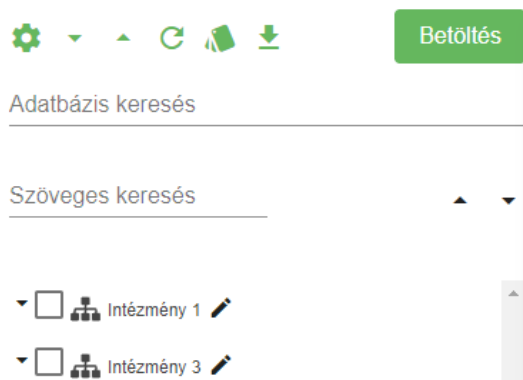 Betöltés
Adatbázis keresés
Szöveges keresés
Intézmény 1
Intézmény 3